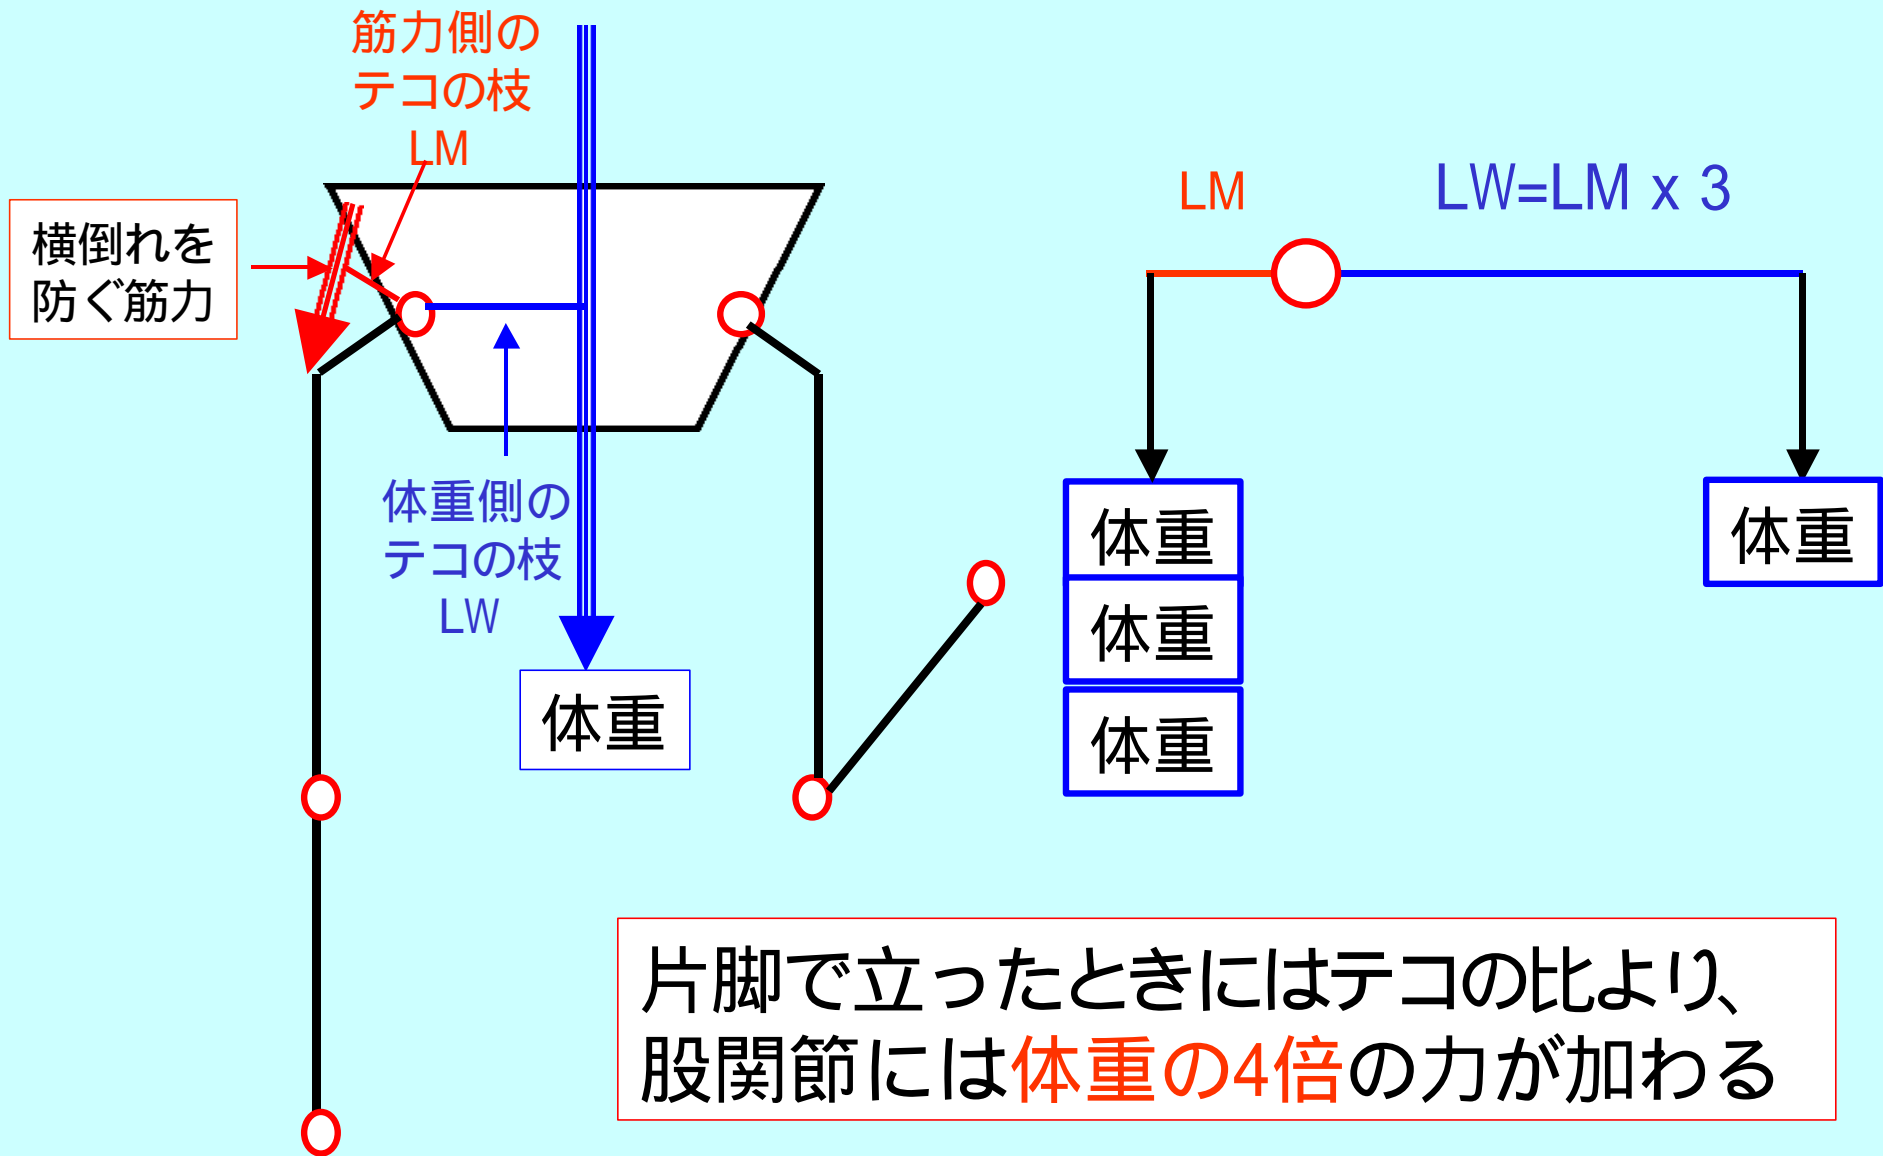 筋力側の
テコの枝
LM
横倒れを
防ぐ筋力
体重側の
テコの枝
LW
体重
LM
LW=LM x 3
体重
体重
体重
体重
片脚で立ったときにはテコの比より、
股関節には体重の4倍の力が加わる